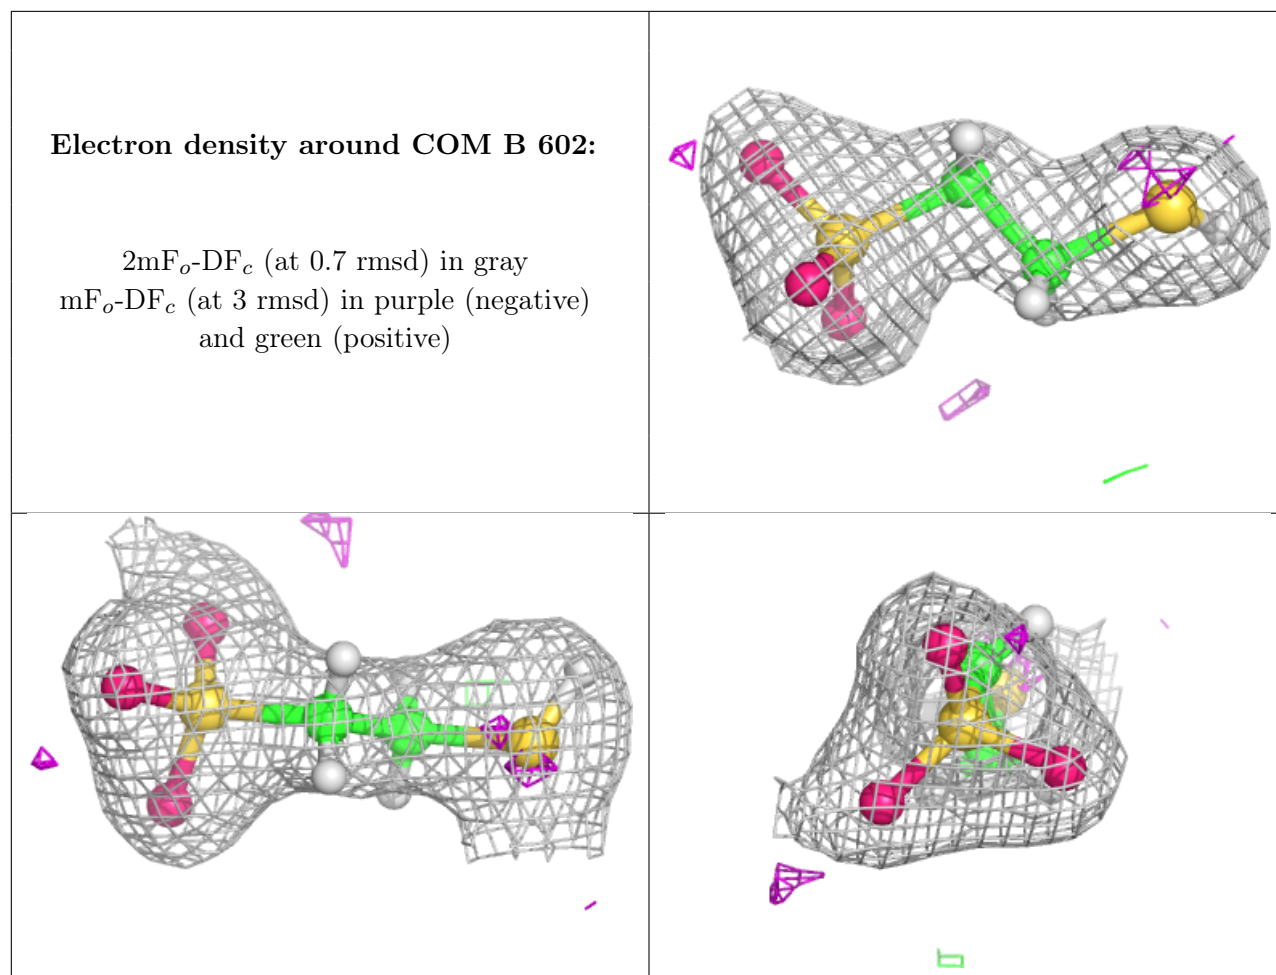 Electron density around COM B 602:
2mFo-DFc (at 0.7 rmsd) in gray
mFo-DFc (at 3 rmsd) in purple (negative)
and green (positive)